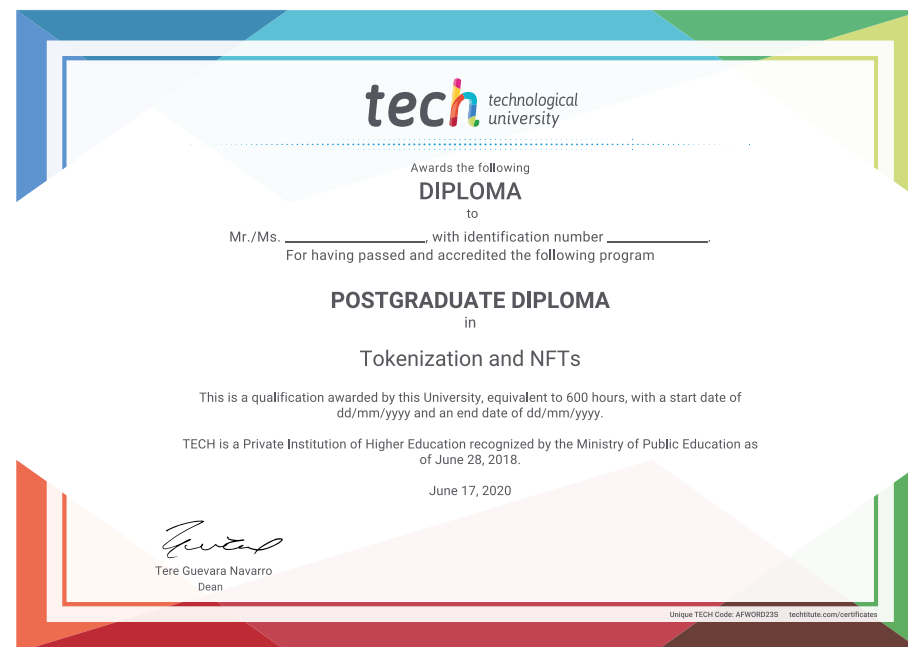 tech technological
university
Awards the following
DIPLOMA
to
Mr./Ms. ____________________, with identification number ______________.
For having passed and accredited the following program
POSTGRADUATE DIPLOMA
in
Tokenization and NFTs
This is a qualification awarded by this University, equivalent to 600 hours, with a start date of
dd/mm/yyyy and an end date of dd/mm/yyyy.
TECH is a Private Institution of Higher Education recognized by the Ministry of Public Education as
of June 28, 2018.
June 17, 2020
Tere Guevara Navarro
Dean
Unique TECH Code: AFWORD23S techtitute.com/certificates